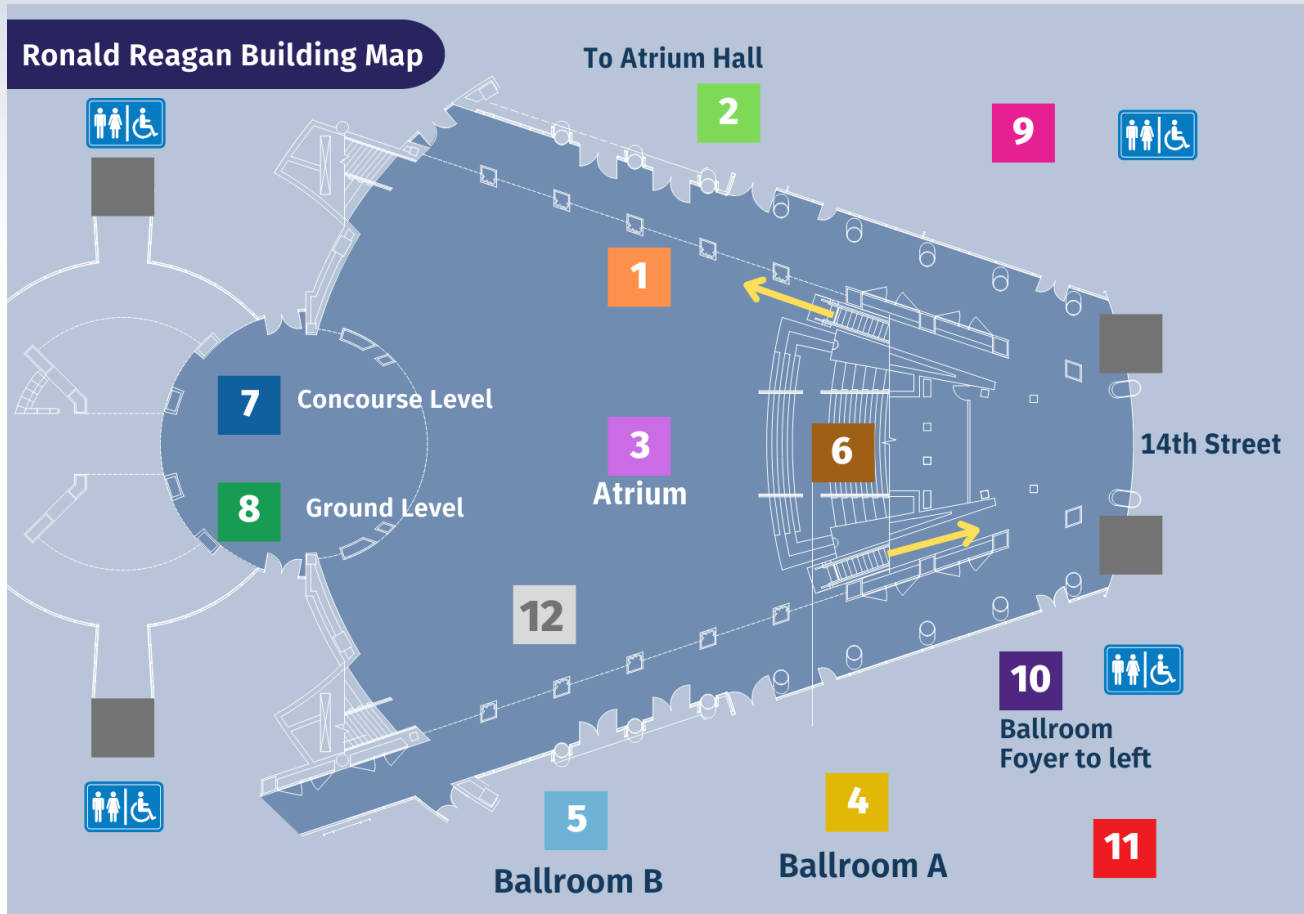 Ronald Reagan Building Map
To Atrium Hall
2
9
1
7
Concourse Level
3
Atrium
6
14th Street
8
Ground Level
12
10
Ballroom
Foyer to left
5
Ballroom B
4
Ballroom A
11